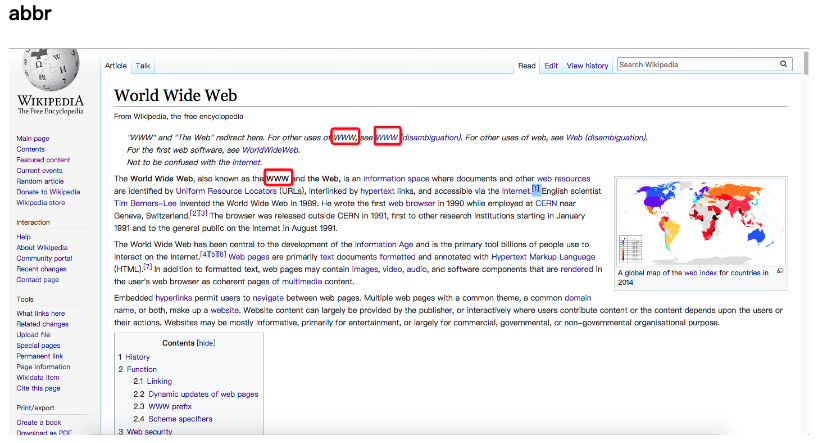 abbr
WIKIPEDIA
The Free Encyclopedia
Main page
Contents
Featured content
Current events
Random article
Donate to Wikipedia
Wikipedia store
Interaction
Help
About Wikipedia
Community portal
Recent changes
Contact page
Tools
What links here
Related changes
Upload file
Special pages
Permanent link
Page information
Wikidata item
Cite this page
Print/export
Create a book
Download as PDF
Article Talk
Read Edit View history Search Wikipedia
World Wide Web
From Wikipedia, the free encyclopedia
"WWW" and "The Web" redirect here. For other uses of WWW, see WWW (disambiguation). For other uses of web, see Web (disambiguation).
For the first web software, see WorldWideWeb.
Not to be confused with the Internet.
The World Wide Web, also known as the WWW and the Web, is an information space where documents and other web resources
are identified by Uniform Resource Locators (URLs), interlinked by hypertext links, and accessible via the Internet.[1] English scientist
Tim Berners–Lee invented the World Wide Web in 1989. He wrote the first web browser in 1990 while employed at CERN near
Geneva, Switzerland.[2][3] The browser was released outside CERN in 1991, first to other research institutions starting in January
1991 and to the general public on the Internet in August 1991.
The World Wide Web has been central to the development of the Information Age and is the primary tool billions of people use to
interact on the Internet.[4][5][6] Web pages are primarily text documents formatted and annotated with Hypertext Markup Language
(HTML).[7] In addition to formatted text, web pages may contain images, video, audio, and software components that are rendered in
the user's web browser as coherent pages of multimedia content.
A global map of the web index for countries in
2014
Embedded hyperlinks permit users to navigate between web pages. Multiple web pages with a common theme, a common domain
name, or both, make up a website. Website content can largely be provided by the publisher, or interactively where users contribute content or the content depends upon the users or
their actions. Websites may be mostly informative, primarily for entertainment, or largely for commercial, governmental, or non–governmental organisational purpose.
Contents [hide]
1 History
2 Function
2.1 Linking
2.2 Dynamic updates of web pages
2.3 WWW prefix
2.4 Scheme specifiers
3 Web security